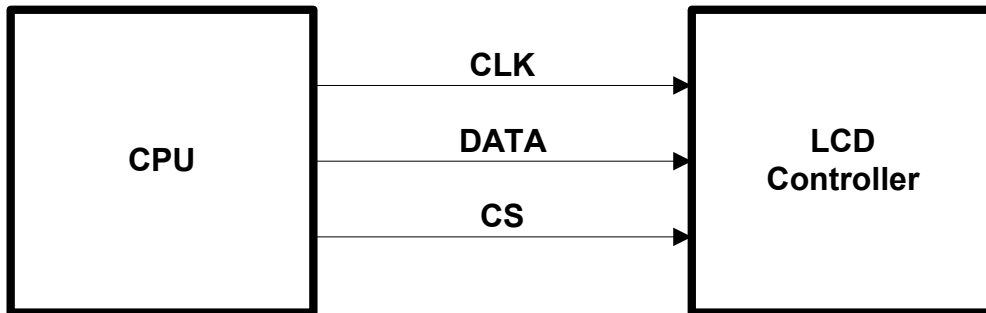 CLK
DATA
CS
CPU
LCD
Controller